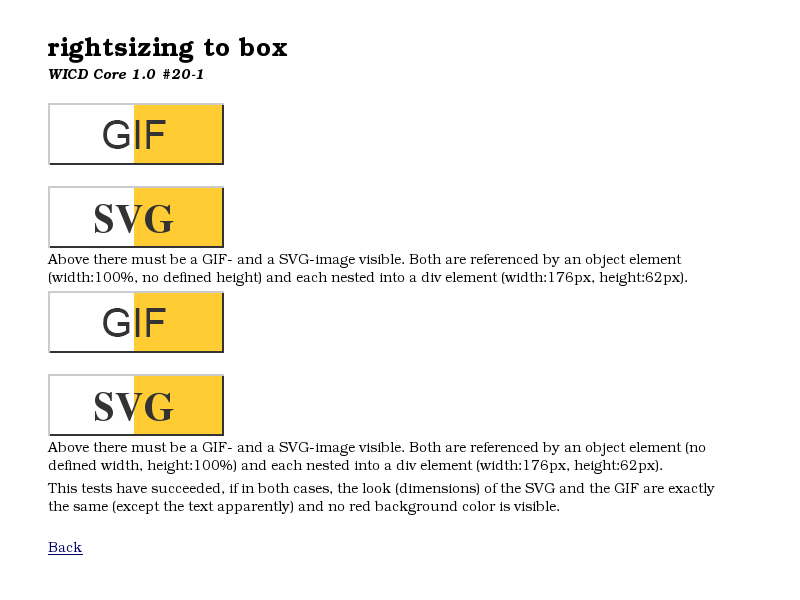 rightsizing to box
WICD Core 1.0 #20-1
GIF
SVG
Above there must be a GIF- and a SVG-image visible. Both are referenced by an object element
(width:100%, no defined height) and each nested into a div element (width:176px, height:62px).
GIF
SVG
Above there must be a GIF- and a SVG-image visible. Both are referenced by an object element (no
defined width, height:100%) and each nested into a div element (width:176px, height:62px).
This tests have succeeded, if in both cases, the look (dimensions) of the SVG and the GIF are exactly
the same (except the text apparently) and no red background color is visible.
Back